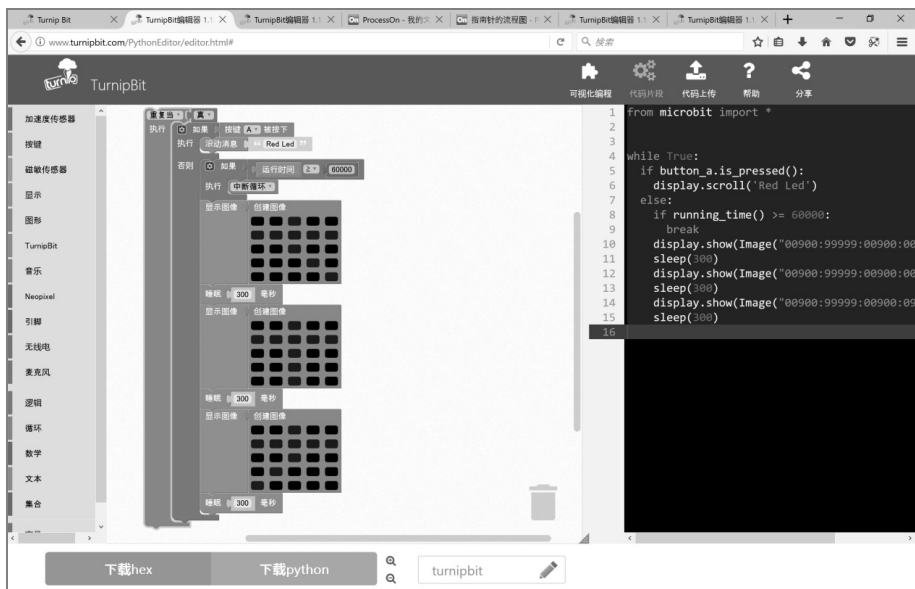 Turnip Bit
TurnipBit编辑器 1.1
TurnipBit编辑器 1.1
ProcessOn - 我的文
指南针的流程图 - P
TurnipBit编辑器 1.1
TurnipBit编辑器 1.1
www.turnipbit.com/PythonEditor/editor.html#
搜索
turnip
TurnipBit
可视化编程
代码片段
代码上传
帮助
分享
加速度传感器
按键
磁敏传感器
显示
图形
TurnipBit
音乐
Neopixel
引脚
无线电
麦克风
逻辑
循环
数学
文本
集合
重复当 真
执行 如果 按键 A 被按下
执行 滚动消息 “ Red Led ”
否则 如果 运行时间 ≥ 60000
执行 中断循环
显示图像 创建图像
睡眠 300 毫秒
显示图像 创建图像
睡眠 300 毫秒
显示图像 创建图像
睡眠 300 毫秒
1 from microbit import *
2
3
4 while True:
5 if button_a.is_pressed():
6 display.scroll('Red Led')
7 else:
8 if running_time() >= 60000:
9 break
10 display.show(Image("00900:99999:00900:00
11 sleep(300)
12 display.show(Image("00900:99999:00900:00
13 sleep(300)
14 display.show(Image("00900:99999:00900:09
15 sleep(300)
16
下载hex
下载python
turnipbit